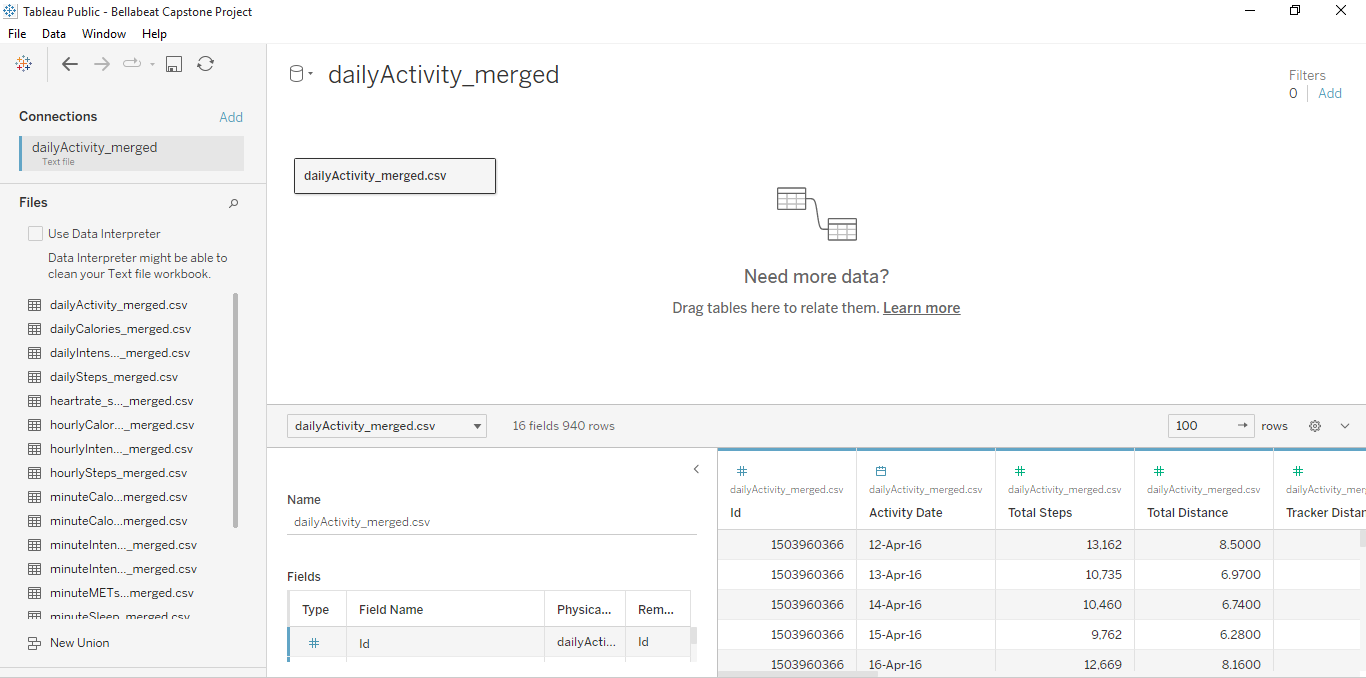 Tableau Public - Bellabeat Capstone Project
File Data Window Help
Connections
Add
dailyActivity_merged
Text file
Files
Use Data Interpreter
Data Interpreter might be able to
clean your Text file workbook.
dailyActivity_merged.csv
dailyCalories_merged.csv
dailyIntens..._merged.csv
dailySteps_merged.csv
heartrate_s..._merged.csv
hourlyCalor..._merged.csv
hourlyInten..._merged.csv
hourlySteps_merged.csv
minuteCalo...merged.csv
minuteCalo...merged.csv
minuteInten..._merged.csv
minuteInten..._merged.csv
minuteMETs...merged.csv
minuteSleep_merged.csv
New Union
dailyActivity_merged
Filters
0 Add
dailyActivity_merged.csv
Need more data?
Drag tables here to relate them. Learn more
dailyActivity_merged.csv 16 fields 940 rows 100 rows
Name
dailyActivity_merged.csv
Fields
Type Field Name Physica... Rem...
# Id dailyActi... Id
# # # #
dailyActivity_merged.csv dailyActivity_merged.csv dailyActivity_merged.csv dailyActivity_merged.csv dailyActivity_mer
Id Activity Date Total Steps Total Distance Tracker Distan
1503960366 12-Apr-16 13,162 8.5000
1503960366 13-Apr-16 10,735 6.9700
1503960366 14-Apr-16 10,460 6.7400
1503960366 15-Apr-16 9,762 6.2800
1503960366 16-Apr-16 12,669 8.1600